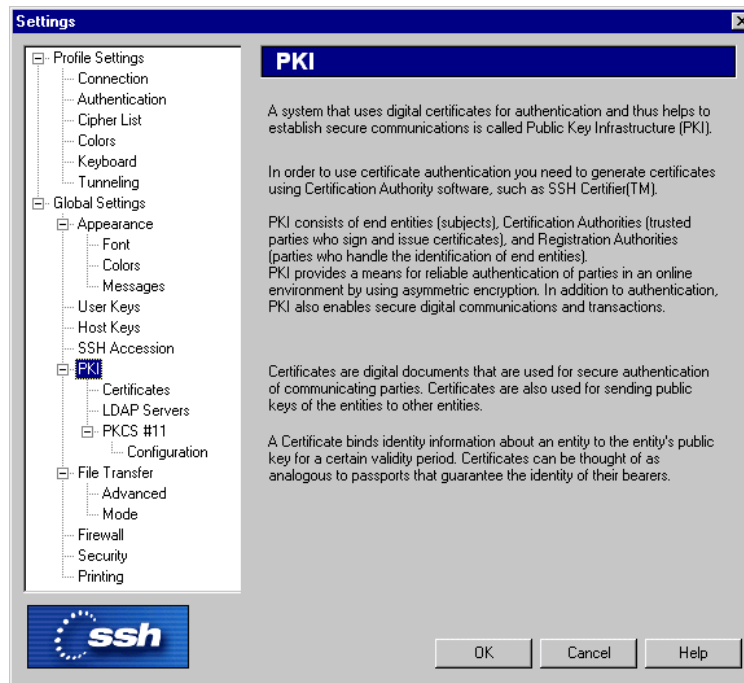 Settings
Profile Settings
Connection
Authentication
Cipher List
Colors
Keyboard
Tunneling
Global Settings
Appearance
Font
Colors
Messages
User Keys
Host Keys
SSH Accession
PKI
Certificates
LDAP Servers
PKCS #11
Configuration
File Transfer
Advanced
Mode
Firewall
Security
Printing
ssh
PKI
A system that uses digital certificates for authentication and thus helps to
establish secure communications is called Public Key Infrastructure (PKI).
In order to use certificate authentication you need to generate certificates
using Certification Authority software, such as SSH Certifier(TM).
PKI consists of end entities (subjects), Certification Authorities (trusted
parties who sign and issue certificates), and Registration Authorities
(parties who handle the identification of end entities).
PKI provides a means for reliable authentication of parties in an online
environment by using asymmetric encryption. In addition to authentication,
PKI also enables secure digital communications and transactions.
Certificates are digital documents that are used for secure authentication
of communicating parties. Certificates are also used for sending public
keys of the entities to other entities.
A Certificate binds identity information about an entity to the entity's public
key for a certain validity period. Certificates can be thought of as
analogous to passports that guarantee the identity of their bearers.
OK
Cancel
Help